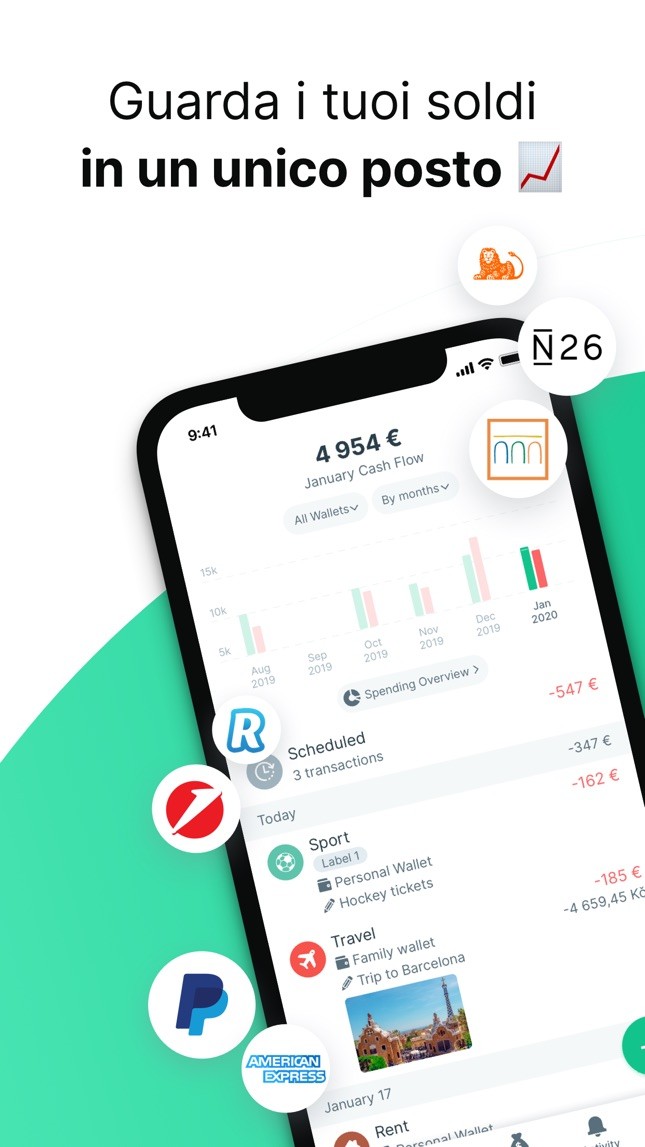 Guarda i tuoi soldi
in un unico posto
N26
9:41
4 954 €
January Cash Flow
All Wallets
By months
15k
10k
5k
Aug
2019
Sep
2019
Oct
2019
Nov
2019
Dec
2019
Jan
2020
Spending Overview
-547 €
R
Scheduled
3 transactions
-347 €
Today
-162 €
Sport
Label 1
Personal Wallet
Hockey tickets
-185 €
-4 659,45 Kč
Travel
Family wallet
Trip to Barcelona
AMERICAN
EXPRESS
January 17
Rent
Personal Wallet